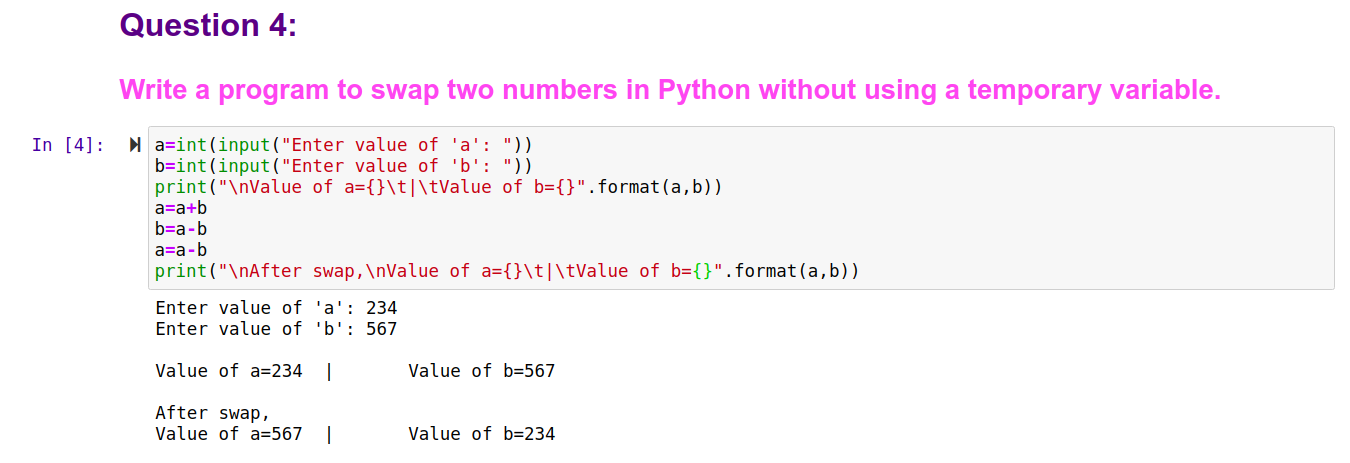 Question 4:
Write a program to swap two numbers in Python without using a temporary variable.
In [4]:
a=int(input("Enter value of 'a': "))
b=int(input("Enter value of 'b': "))
print("\nValue of a={}\t|\tValue of b={}".format(a,b))
a=a+b
b=a-b
a=a-b
print("\nAfter swap,\nValue of a={}\t|\tValue of b={}".format(a,b))
Enter value of 'a': 234
Enter value of 'b': 567
Value of a=234  |       Value of b=567
After swap,
Value of a=567  |       Value of b=234